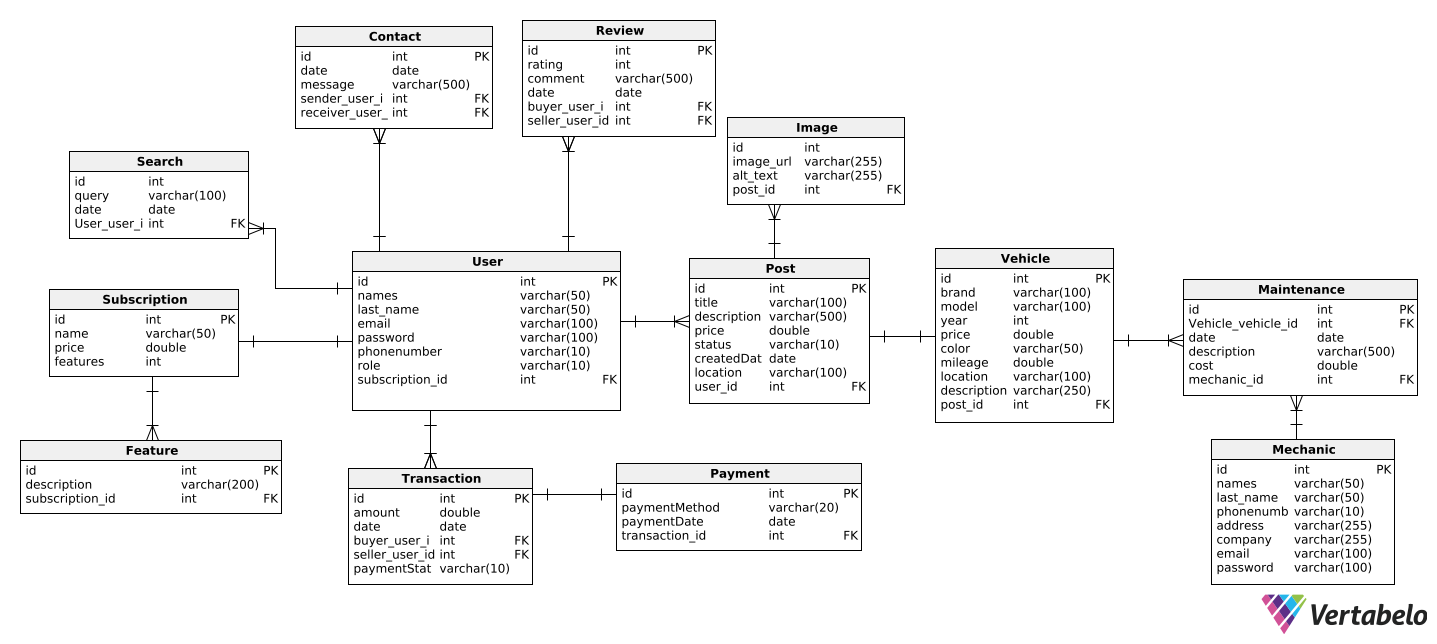 Contact
id int PK
date date
message varchar(500)
sender_user_i int FK
receiver_user_ int FK
Review
id int PK
rating int
comment varchar(500)
date date
buyer_user_i int FK
seller_user_id int FK
Image
id int
image_url varchar(255)
alt_text varchar(255)
post_id int FK
Search
id int
query varchar(100)
date date
User_user_i int FK
User
id int PK
names varchar(50)
last_name varchar(50)
email varchar(100)
password varchar(100)
phonenumber varchar(10)
role varchar(10)
subscription_id int FK
Post
id int PK
title varchar(100)
description varchar(500)
price double
status varchar(10)
createdDat date
location varchar(100)
user_id int FK
Vehicle
id int PK
brand varchar(100)
model varchar(100)
year int
price double
color varchar(50)
mileage double
location varchar(100)
description varchar(250)
post_id int FK
Maintenance
id int PK
Vehicle_vehicle_id int FK
date date
description varchar(500)
cost double
mechanic_id int FK
Subscription
id int PK
name varchar(50)
price double
features int
Feature
id int PK
description varchar(200)
subscription_id int FK
Transaction
id int PK
amount double
date date
buyer_user_i int FK
seller_user_id int FK
paymentStat varchar(10)
Payment
id int PK
paymentMethod varchar(20)
paymentDate date
transaction_id int FK
Mechanic
id int PK
names varchar(50)
last_name varchar(50)
phonenumb varchar(10)
address varchar(255)
company varchar(255)
email varchar(100)
password varchar(100)
Vertabelo